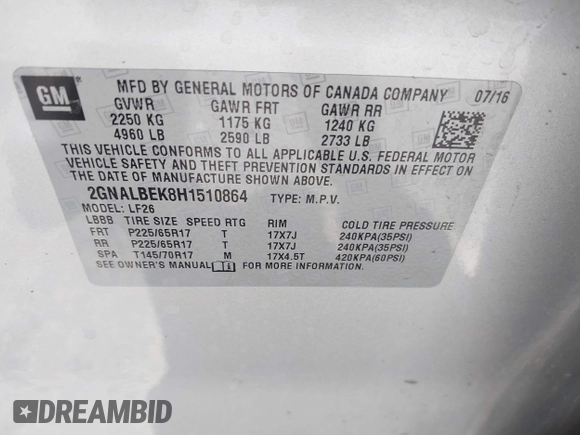 GM
MFD BY GENERAL MOTORS OF CANADA COMPANY 07/16
GVWR GAWR FRT GAWR RR
2250 KG 1175 KG 1240 KG
4960 LB 2590 LB 2733 LB
THIS VEHICLE CONFORMS TO ALL APPLICABLE U.S. FEDERAL MOTOR
VEHICLE SAFETY AND THEFT PREVENTION STANDARDS IN EFFECT ON
THE DATE OF MANUFACTURE SHOWN ABOVE.
2GNALBEK8H1510864 TYPE: M.P.V.
MODEL: LF26
LBBB TIRE SIZE SPEED RTG RIM COLD TIRE PRESSURE
FRT P225/65R17 T 17X7J 240KPA(35PSI)
RR P225/65R17 T 17X7J 240KPA(35PSI)
SPA T145/70R17 M 17X4.5T 420KPA(60PSI)
SEE OWNER'S MANUAL FOR MORE INFORMATION.
DREAMBID